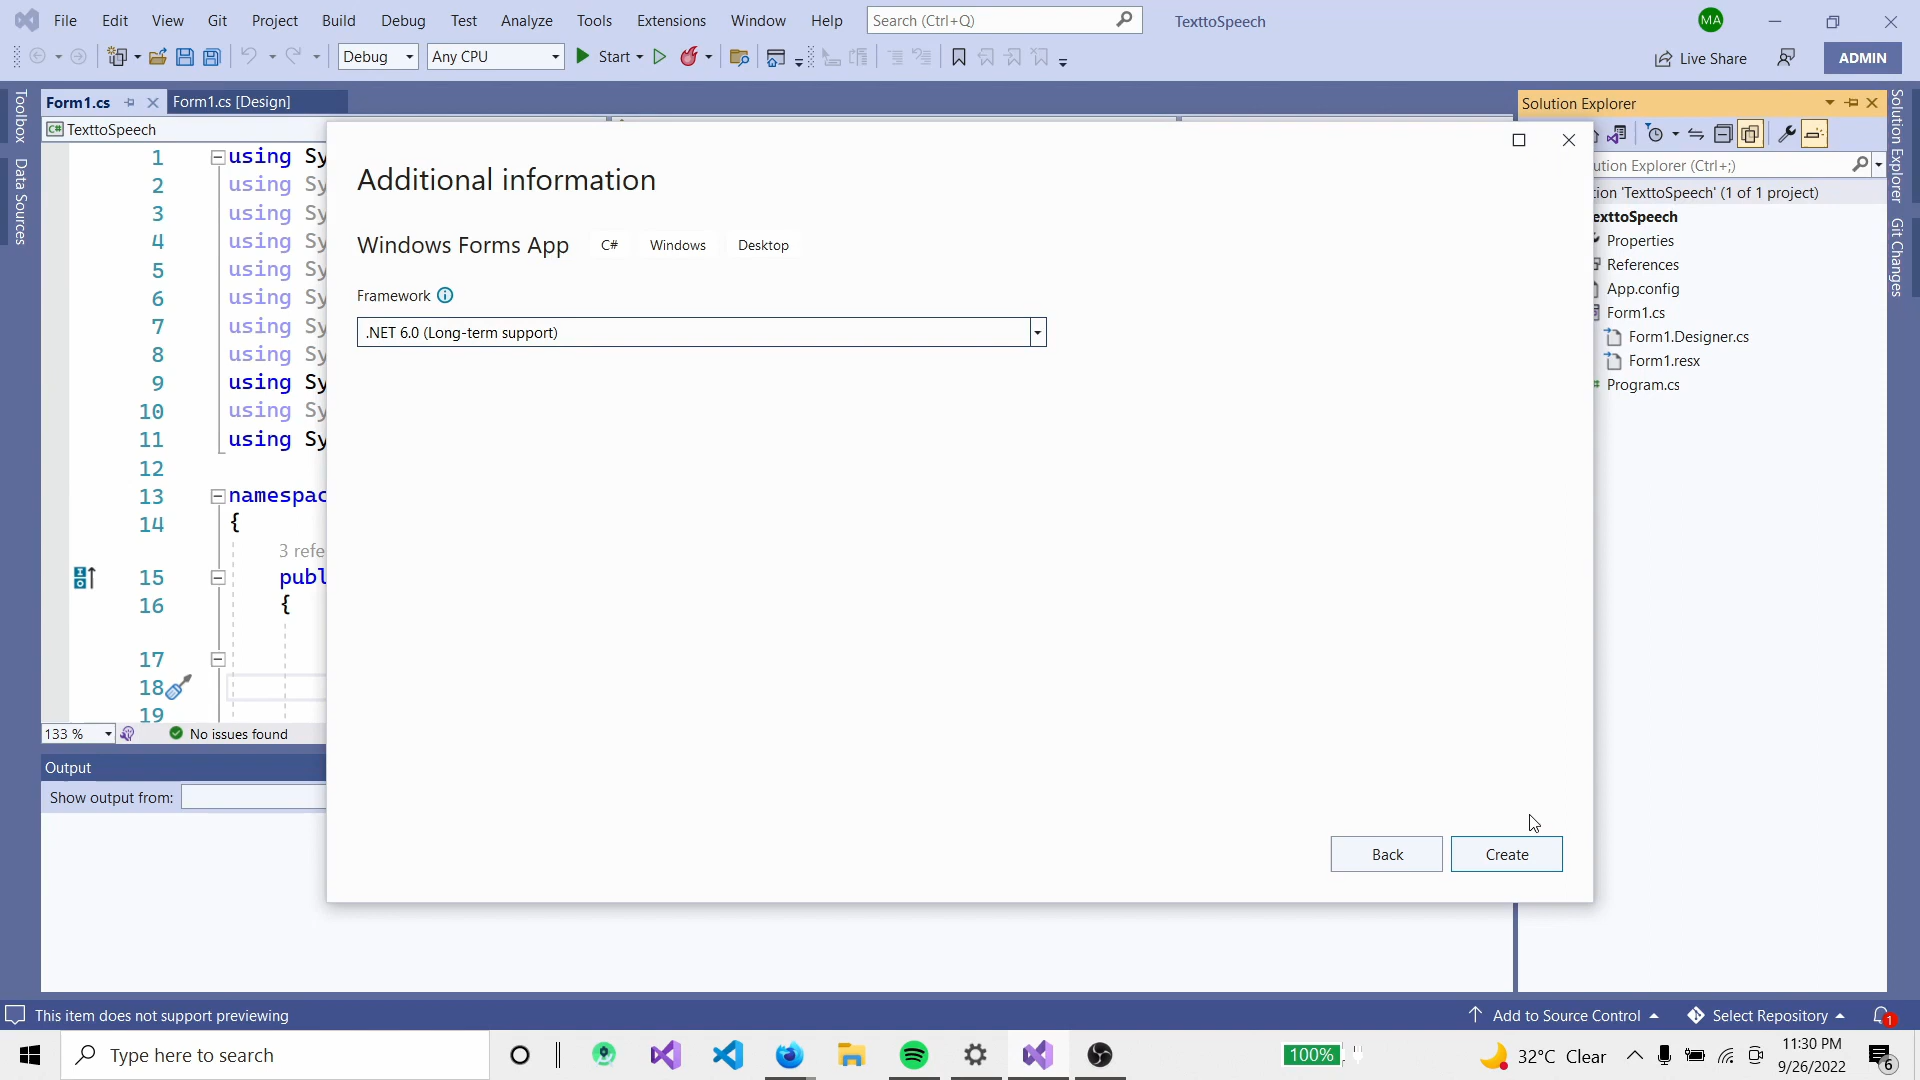 File Edit View Git Project Build Debug Test Analyze Tools Extensions Window Help Search (Ctrl+Q) TexttoSpeech MA
Debug Any CPU Start Live Share ADMIN
Toolbox
Data Sources
Form1.cs Form1.cs [Design]
TexttoSpeech
1 using Sy
2 using Sy
3 using Sy
4 using Sy
5 using Sy
6 using Sy
7 using Sy
8 using Sy
9 using Sy
10 using Sy
11 using Sy
12
13 namespac
14 {
3 refe
15 publ
16 {
17
18
19
133 % No issues found
Output
Show output from:
Additional information
Windows Forms App C# Windows Desktop
Framework
.NET 6.0 (Long-term support)
Back Create
Solution Explorer
ution Explorer (Ctrl+;)
ion 'TexttoSpeech' (1 of 1 project)
exttoSpeech
Properties
References
App.config
Form1.cs
Form1.Designer.cs
Form1.resx
Program.cs
Solution Explorer
Git Changes
This item does not support previewing Add to Source Control Select Repository 1
Type here to search 100% 32°C Clear 11:30 PM
9/26/2022 6